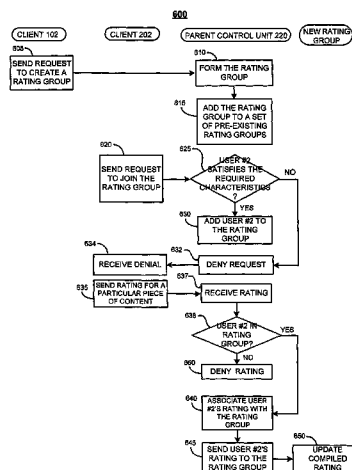 600
CLIENT 102
CLIENT 202
PARENT CONTROL UNIT 220
NEW RATING
GROUP
605
SEND REQUEST
TO CREATE A
RATING GROUP
610
FORM THE RATING
GROUP
615
ADD THE RATING
GROUP TO A SET
OF PRE-EXISTING
RATING GROUPS
620
SEND REQUEST
TO JOIN THE
RATING GROUP
625
USER #2
SATISFIES THE
REQUIRED
CHARACTERISTICS
?
NO
YES
630
ADD USER #2 TO
THE RATING
GROUP
634
RECEIVE DENIAL
632
DENY REQUEST
635
SEND RATING FOR A
PARTICULAR PIECE
OF CONTENT
637
RECEIVE RATING
638
USER #2 IN
RATING
GROUP?
YES
NO
660
DENY RATING
640
ASSOCIATE USER
#2'S RATING WITH
THE RATING
GROUP
645
SEND USER #2'S
RATING TO THE
RATING GROUP
650
UPDATE
COMPILED
RATING